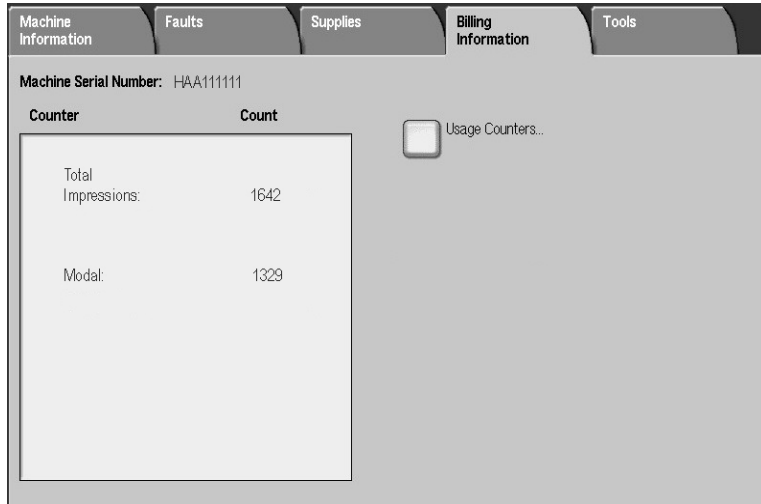 Machine
Information
Faults
Supplies
Billing
Information
Tools
Machine Serial Number: HAA111111
Counter Count
Usage Counters...
Total
Impressions: 1642
Modal: 1329